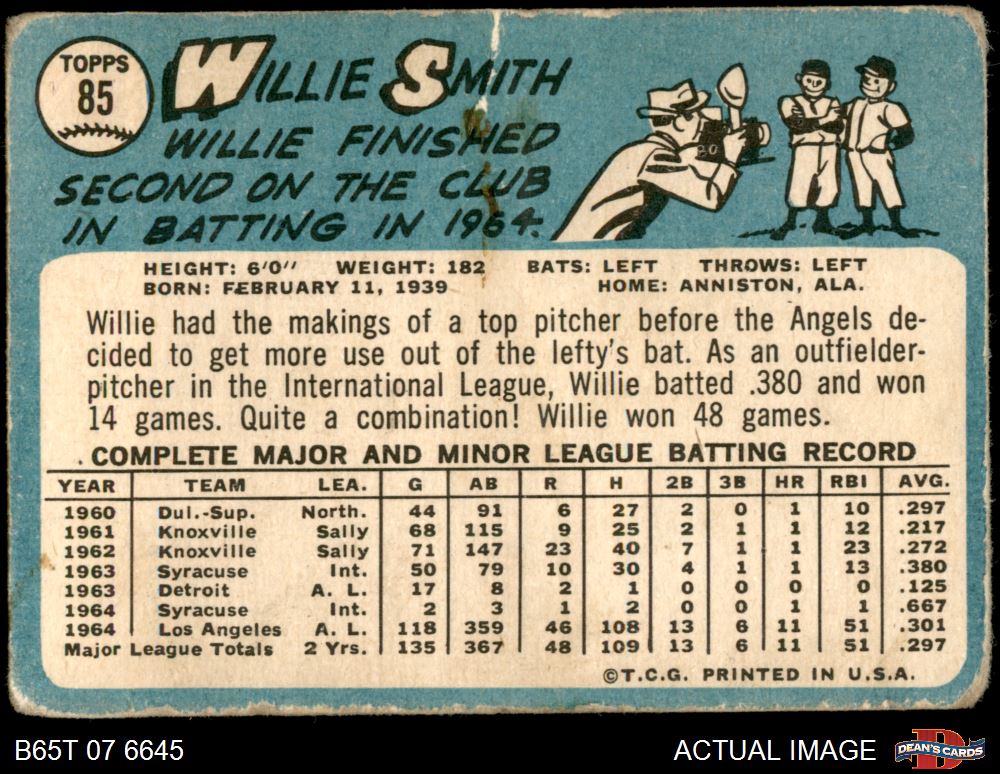 TOPPS
85
WILLIE SMITH
WILLIE FINISHED
SECOND ON THE CLUB
IN BATTING IN 1964.
HEIGHT: 6'0" WEIGHT: 182 BATS: LEFT THROWS: LEFT
BORN: FEBRUARY 11, 1939 HOME: ANNISTON, ALA.
Willie had the makings of a top pitcher before the Angels de-
cided to get more use out of the lefty's bat. As an outfielder-
pitcher in the International League, Willie batted .380 and won
14 games. Quite a combination! Willie won 48 games.
COMPLETE MAJOR AND MINOR LEAGUE BATTING RECORD
YEAR TEAM LEA. G AB R H 2B 3B HR RBI AVG.
1960 Dul.-Sup. North. 44 91 6 27 2 0 1 10 .297
1961 Knoxville Sally 68 115 9 25 2 1 1 12 .217
1962 Knoxville Sally 71 147 23 40 7 1 1 23 .272
1963 Syracuse Int. 50 79 10 30 4 1 1 13 .380
1963 Detroit A. L. 17 8 2 1 0 0 0 0 .125
1964 Syracuse Int. 2 3 1 2 0 0 1 1 .667
1964 Los Angeles A. L. 118 359 46 108 13 6 11 51 .301
Major League Totals 2 Yrs. 135 367 48 109 13 6 11 51 .297
©T.C.G. PRINTED IN U.S.A.
B65T 07 6645
ACTUAL IMAGE
D
DEAN'S CARDS